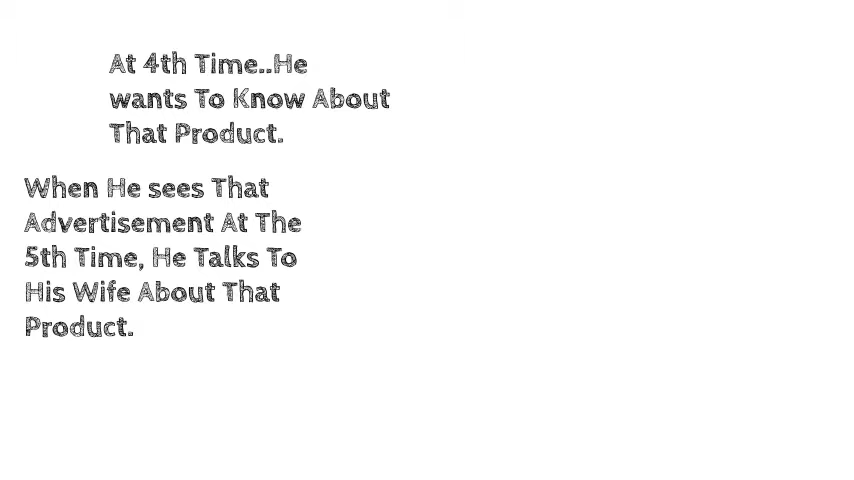 At 4th Time..He
wants To Know About
That Product.
When He sees That
Advertisement At The
5th Time, He Talks To
His Wife About That
Product.